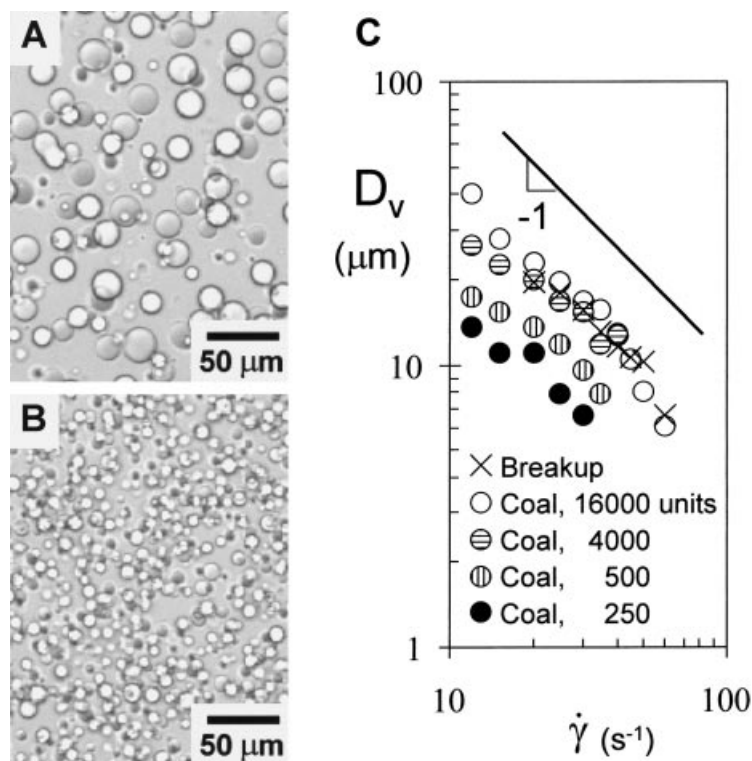 A
50 μm
B
50 μm
C
100
10
1
D_v
(μm)
-1
Breakup
Coal, 16000 units
Coal, 4000
Coal, 500
Coal, 250
10
100
γ̇ (s⁻¹)